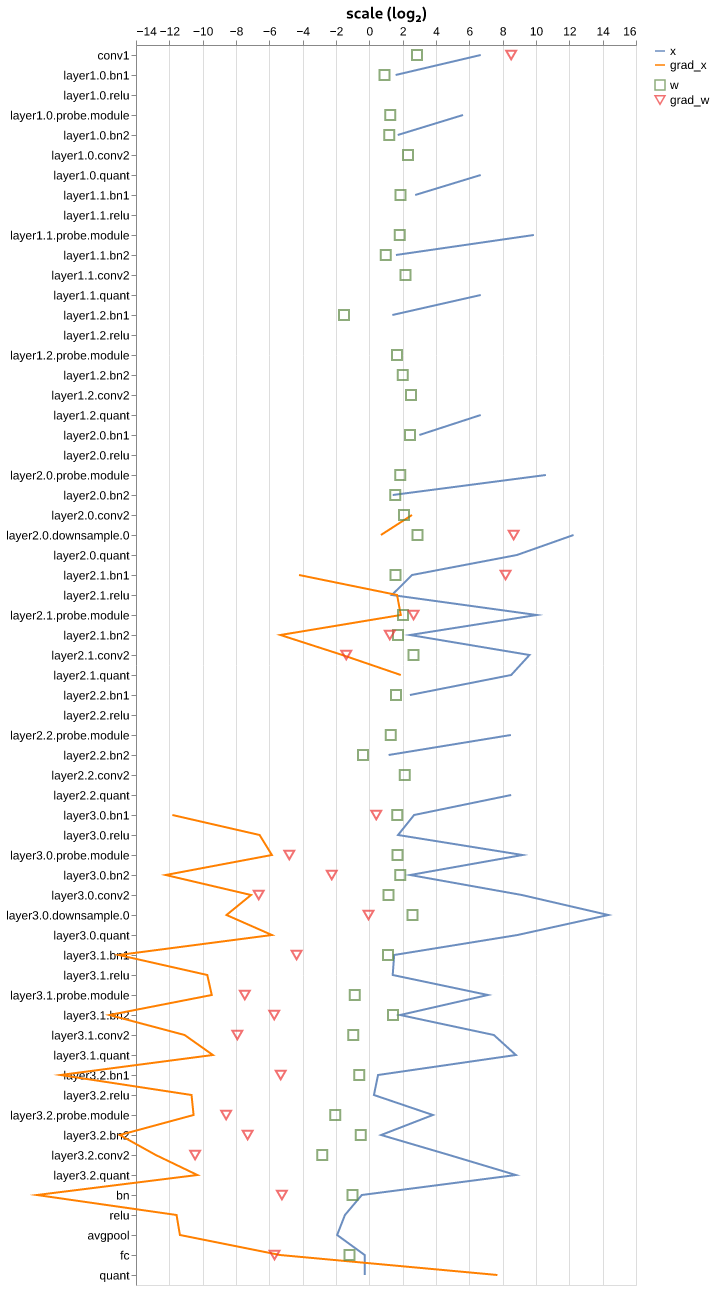 scale (log₂)
−14 −12 −10 −8 −6 −4 −2 0 2 4 6 8 10 12 14 16
x
grad_x
w
grad_w
conv1
layer1.0.bn1
layer1.0.relu
layer1.0.probe.module
layer1.0.bn2
layer1.0.conv2
layer1.0.quant
layer1.1.bn1
layer1.1.relu
layer1.1.probe.module
layer1.1.bn2
layer1.1.conv2
layer1.1.quant
layer1.2.bn1
layer1.2.relu
layer1.2.probe.module
layer1.2.bn2
layer1.2.conv2
layer1.2.quant
layer2.0.bn1
layer2.0.relu
layer2.0.probe.module
layer2.0.bn2
layer2.0.conv2
layer2.0.downsample.0
layer2.0.quant
layer2.1.bn1
layer2.1.relu
layer2.1.probe.module
layer2.1.bn2
layer2.1.conv2
layer2.1.quant
layer2.2.bn1
layer2.2.relu
layer2.2.probe.module
layer2.2.bn2
layer2.2.conv2
layer2.2.quant
layer3.0.bn1
layer3.0.relu
layer3.0.probe.module
layer3.0.bn2
layer3.0.conv2
layer3.0.downsample.0
layer3.0.quant
layer3.1.bn1
layer3.1.relu
layer3.1.probe.module
layer3.1.bn2
layer3.1.conv2
layer3.1.quant
layer3.2.bn1
layer3.2.relu
layer3.2.probe.module
layer3.2.bn2
layer3.2.conv2
layer3.2.quant
bn
relu
avgpool
fc
quant